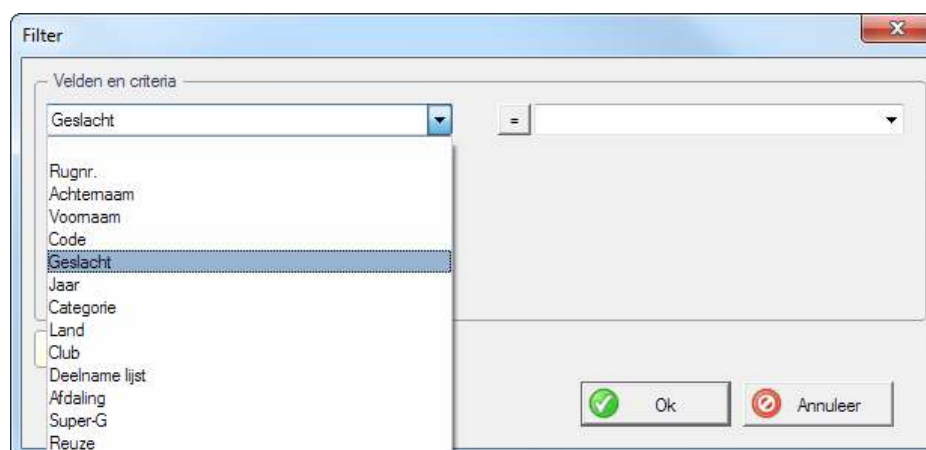 Filter
Velden en criteria
Geslacht
=
Rugnr.
Achternaam
Voornaam
Code
Geslacht
Jaar
Categorie
Land
Club
Deelname lijst
Afdaling
Super-G
Reuze
Ok
Annuleer